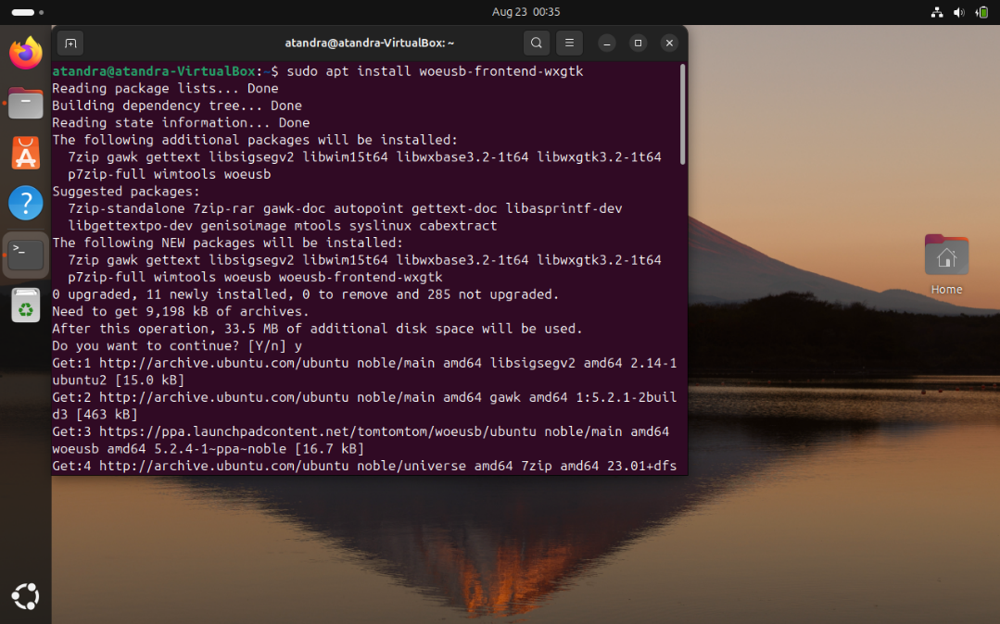 Aug 23 00:35
atandra@atandra-VirtualBox: ~
atandra@atandra-VirtualBox:~$ sudo apt install woeusb-frontend-wxgtk
Reading package lists... Done
Building dependency tree... Done
Reading state information... Done
The following additional packages will be installed:
  7zip gawk gettext libsigsegv2 libwim15t64 libwxbase3.2-1t64 libwxgtk3.2-1t64
  p7zip-full wimtools woeusb
Suggested packages:
  7zip-standalone 7zip-rar gawk-doc autopoint gettext-doc libasprintf-dev
  libgettextpo-dev genisoimage mtools syslinux cabextract
The following NEW packages will be installed:
  7zip gawk gettext libsigsegv2 libwim15t64 libwxbase3.2-1t64 libwxgtk3.2-1t64
  p7zip-full wimtools woeusb woeusb-frontend-wxgtk
0 upgraded, 11 newly installed, 0 to remove and 285 not upgraded.
Need to get 9,198 kB of archives.
After this operation, 33.5 MB of additional disk space will be used.
Do you want to continue? [Y/n] y
Get:1 http://archive.ubuntu.com/ubuntu noble/main amd64 libsigsegv2 amd64 2.14-1
ubuntu2 [15.0 kB]
Get:2 http://archive.ubuntu.com/ubuntu noble/main amd64 gawk amd64 1:5.2.1-2buil
d3 [463 kB]
Get:3 https://ppa.launchpadcontent.net/tomtomtom/woeusb/ubuntu noble/main amd64
woeusb amd64 5.2.4-1~ppa~noble [16.7 kB]
Get:4 http://archive.ubuntu.com/ubuntu noble/universe amd64 7zip amd64 23.01+dfs
Home